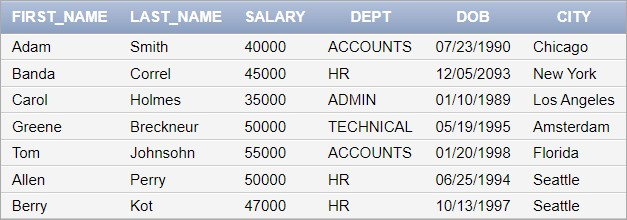 FIRST_NAME LAST_NAME SALARY DEPT DOB CITY
Adam Smith 40000 ACCOUNTS 07/23/1990 Chicago
Banda Correl 45000 HR 12/05/2093 New York
Carol Holmes 35000 ADMIN 01/10/1989 Los Angeles
Greene Breckneur 50000 TECHNICAL 05/19/1995 Amsterdam
Tom Johnsohn 55000 ACCOUNTS 01/20/1998 Florida
Allen Perry 50000 HR 06/25/1994 Seattle
Berry Kot 47000 HR 10/13/1997 Seattle